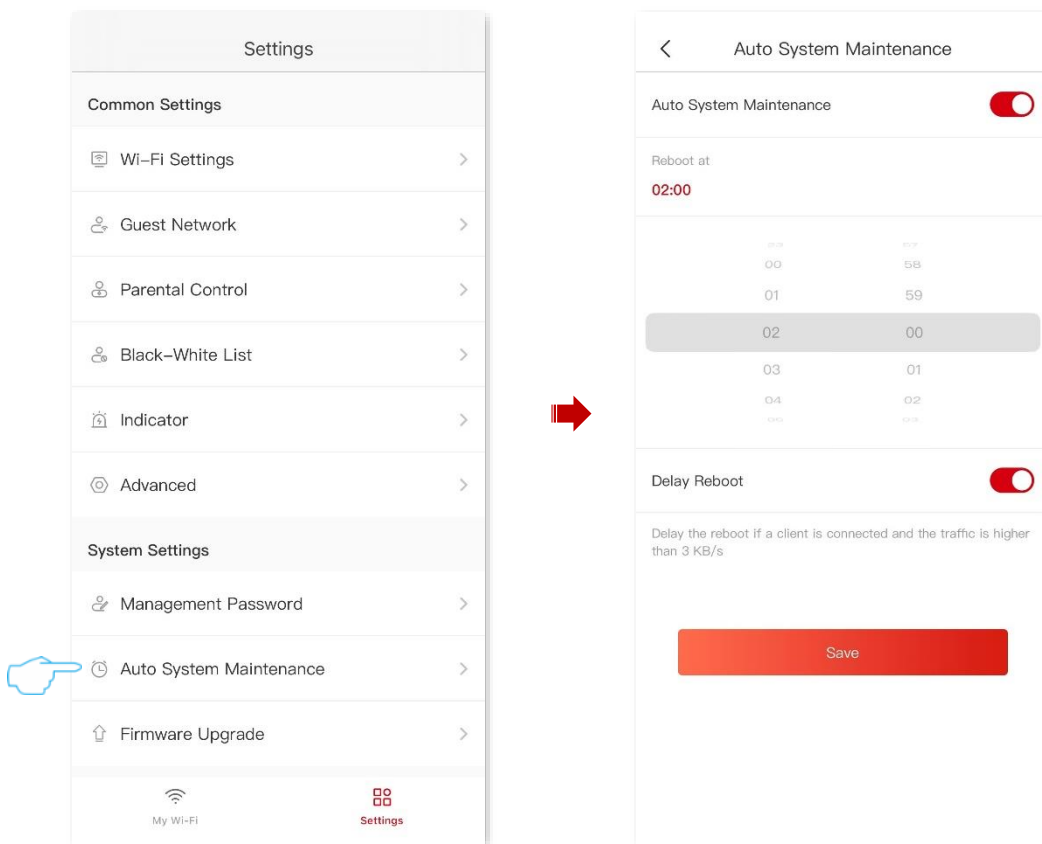 Settings
Common Settings
Wi-Fi Settings
Guest Network
Parental Control
Black-White List
Indicator
Advanced
System Settings
Management Password
Auto System Maintenance
Firmware Upgrade
My Wi-Fi
Settings
Auto System Maintenance
Auto System Maintenance
Reboot at
02:00
00 58
01 59
02 00
03 01
04 02
Delay Reboot
Delay the reboot if a client is connected and the traffic is higher
than 3 KB/s
Save